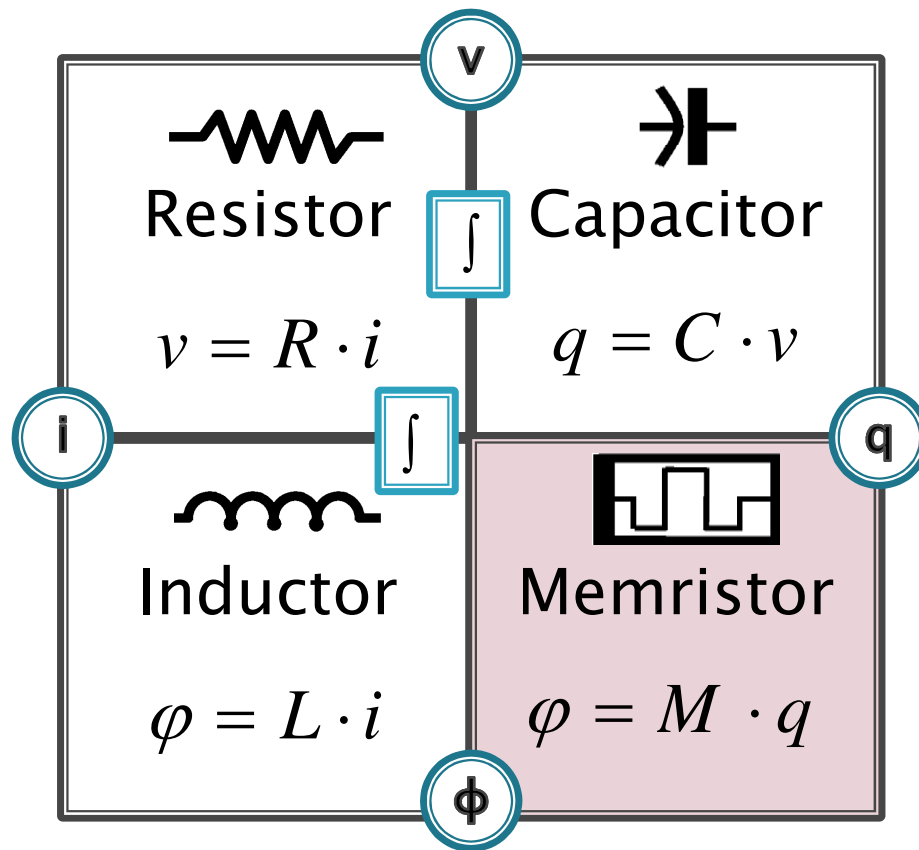 v
Resistor
Capacitor
∫
v = R · i
q = C · v
i
∫
q
Inductor
Memristor
φ = L · i
φ = M · q
ϕ